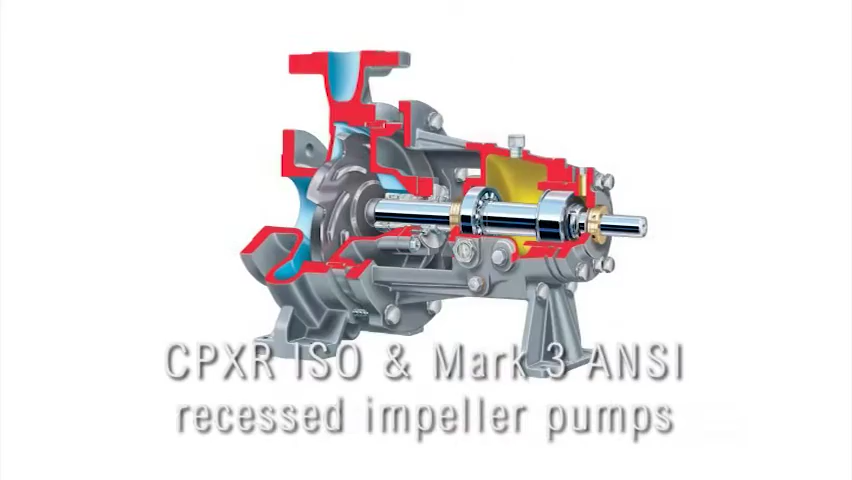 CPXR ISO & Mark 3 ANSI
recessed impeller pumps